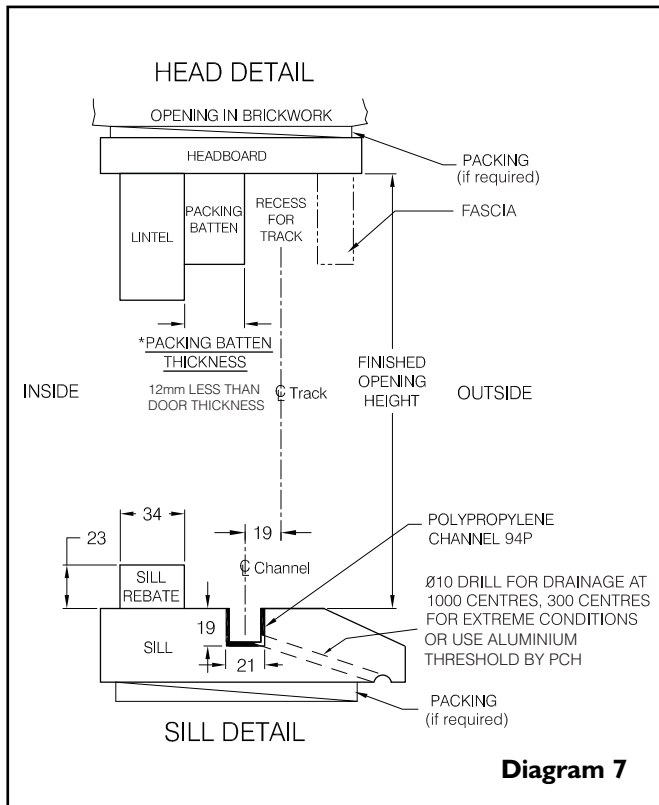 HEAD DETAIL
OPENING IN BRICKWORK
HEADBOARD
PACKING
(if required)
FASCIA
LINTEL
PACKING
BATTEN
RECESS
FOR
TRACK
*PACKING BATTEN
THICKNESS
12mm LESS THAN
DOOR THICKNESS
℄ Track
FINISHED
OPENING
HEIGHT
INSIDE
OUTSIDE
34
23
19
POLYPROPYLENE
CHANNEL 94P
℄ Channel
SILL
REBATE
Ø10 DRILL FOR DRAINAGE AT
1000 CENTRES, 300 CENTRES
FOR EXTREME CONDITIONS
OR USE ALUMINIUM
THRESHOLD BY PCH
19
SILL
21
PACKING
(if required)
SILL DETAIL
Diagram 7